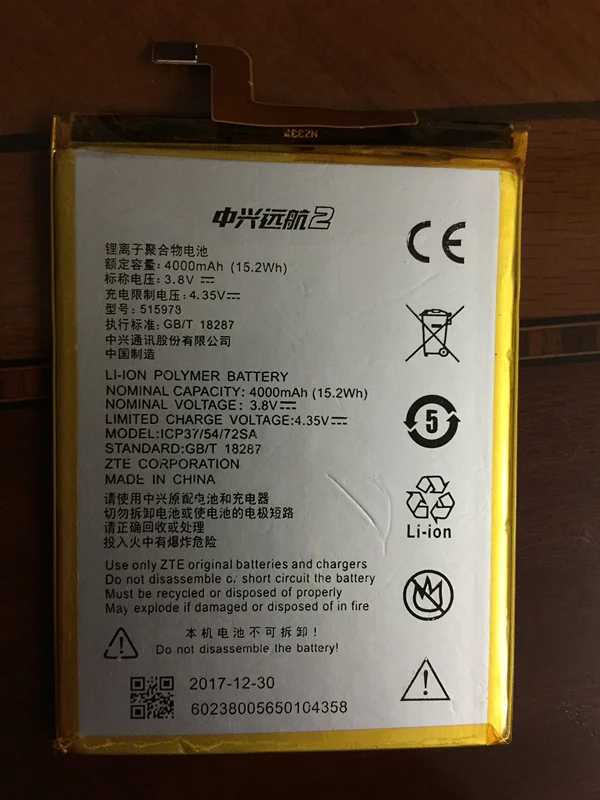 NZ33
中兴远航2
锂离子聚合物电池
额定容量: 4000mAh (15.2Wh)
标称电压: 3.8V
充电限制电压: 4.35V
型号: 515973
执行标准: GB/T 18287
中兴通讯股份有限公司
中国制造
LI-ION POLYMER BATTERY
NOMINAL CAPACITY: 4000mAh (15.2Wh)
NOMINAL VOLTAGE: 3.8V
LIMITED CHARGE VOLTAGE:4.35V
MODEL:ICP37/54/72SA
STANDARD:GB/T 18287
ZTE CORPORATION
MADE IN CHINA
请使用中兴原配电池和充电器
切勿拆卸电池或使电池的电极短路
请正确回收或处理
投入火中有爆炸危险
Use only ZTE original batteries and chargers
Do not disassemble or short circuit the battery
Must be recycled or disposed of properly
May explode if damaged or disposed of in fire
本机电池不可拆卸!
Do not disassemble the battery!
2017-12-30
60238005650104358
CE
5
Li-ion